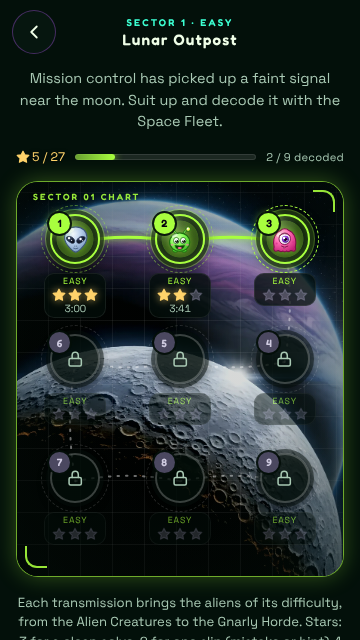 SECTOR 1 · EASY
Lunar Outpost
Mission control has picked up a faint signal
near the moon. Suit up and decode it with the
Space Fleet.
5 / 27
2 / 9 decoded
SECTOR 01 CHART
1
2
3
EASY
EASY
EASY
3:00
3:41
6
5
4
EASY
EASY
EASY
7
8
9
EASY
EASY
EASY
Each transmission brings the aliens of its difficulty,
from the Alien Creatures to the Gnarly Horde. Stars: